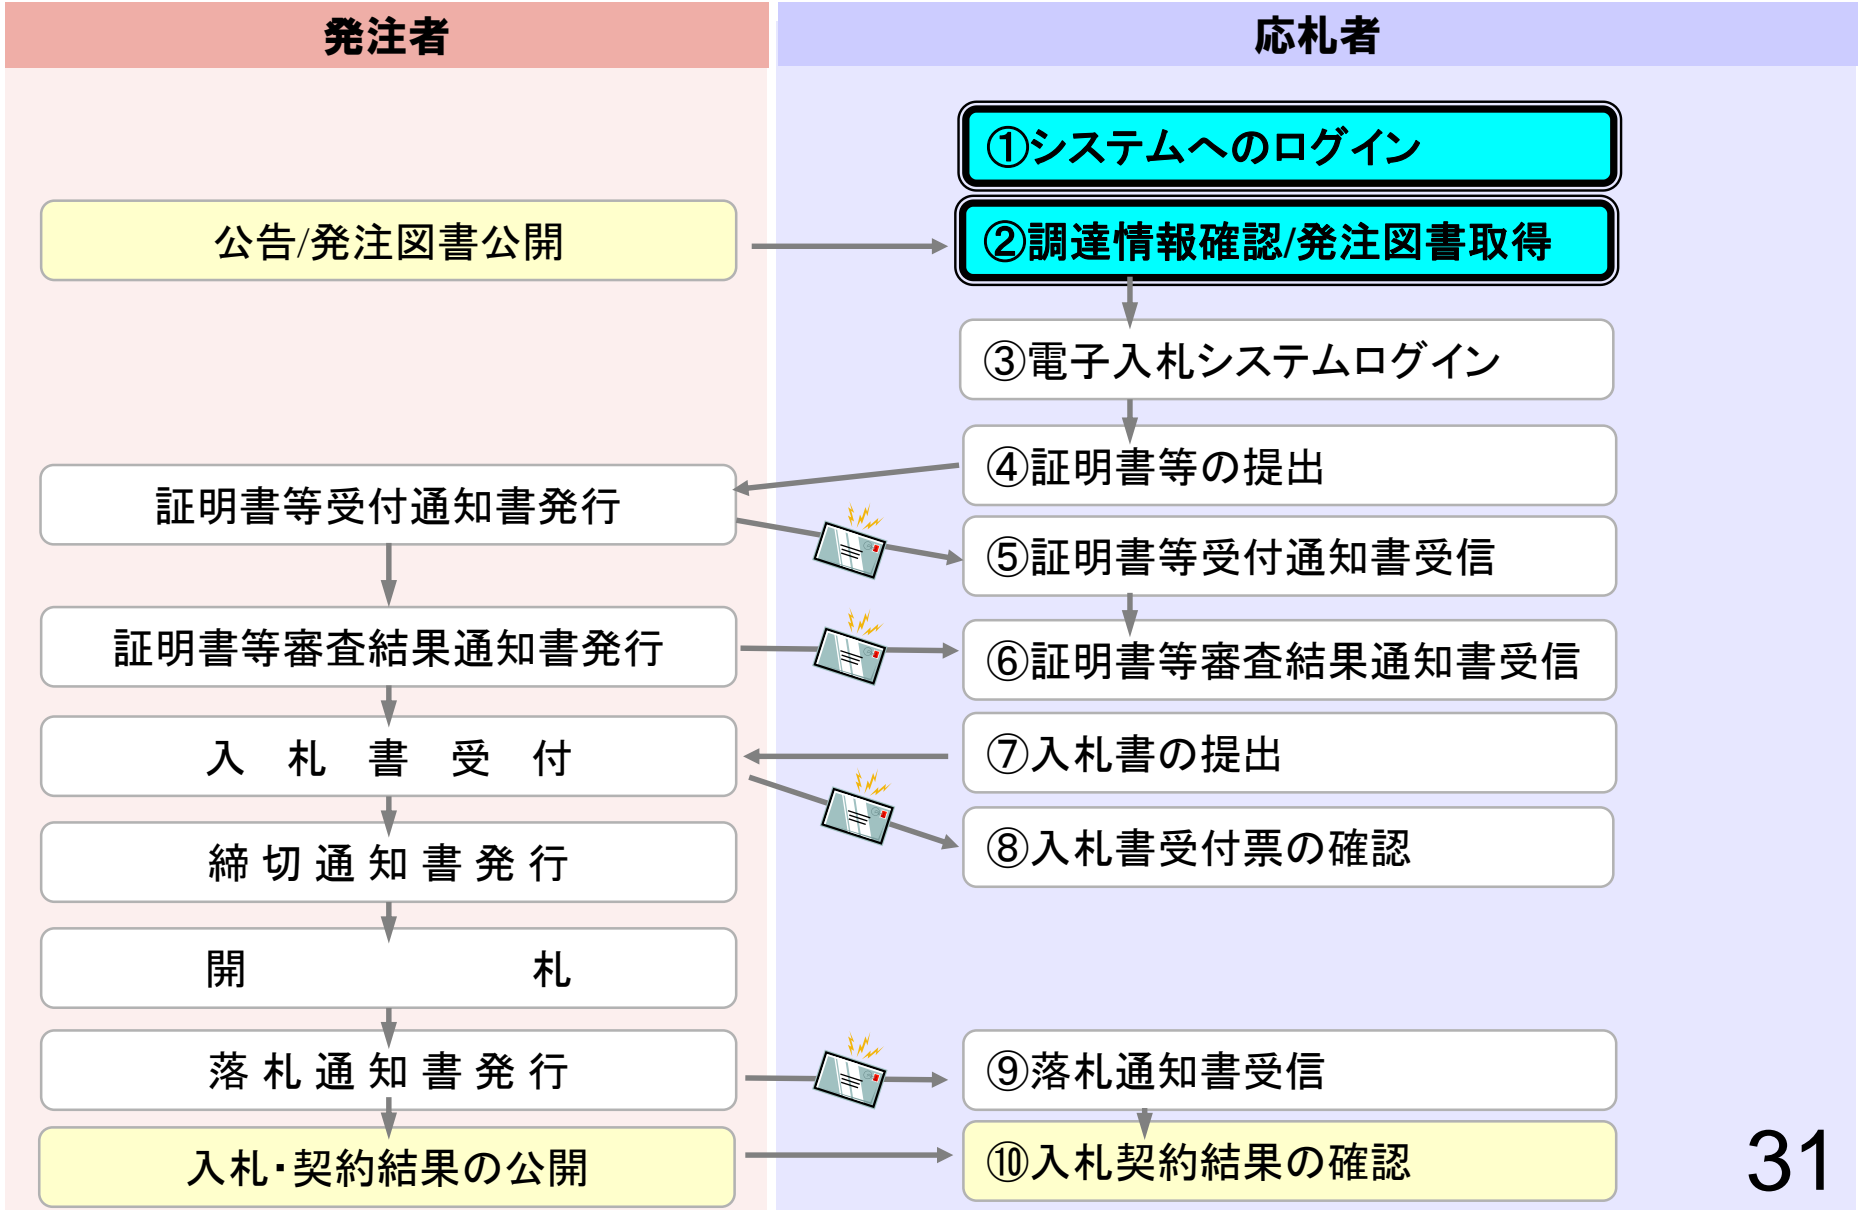 発注者
応札者
①システムへのログイン
公告/発注図書公開
②調達情報確認/発注図書取得
③電子入札システムログイン
④証明書等の提出
証明書等受付通知書発行
⑤証明書等受付通知書受信
証明書等審査結果通知書発行
⑥証明書等審査結果通知書受信
入 札 書 受 付
⑦入札書の提出
締 切 通 知 書 発 行
⑧入札書受付票の確認
開 札
落 札 通 知 書 発 行
⑨落札通知書受信
入札・契約結果の公開
⑩入札契約結果の確認
31